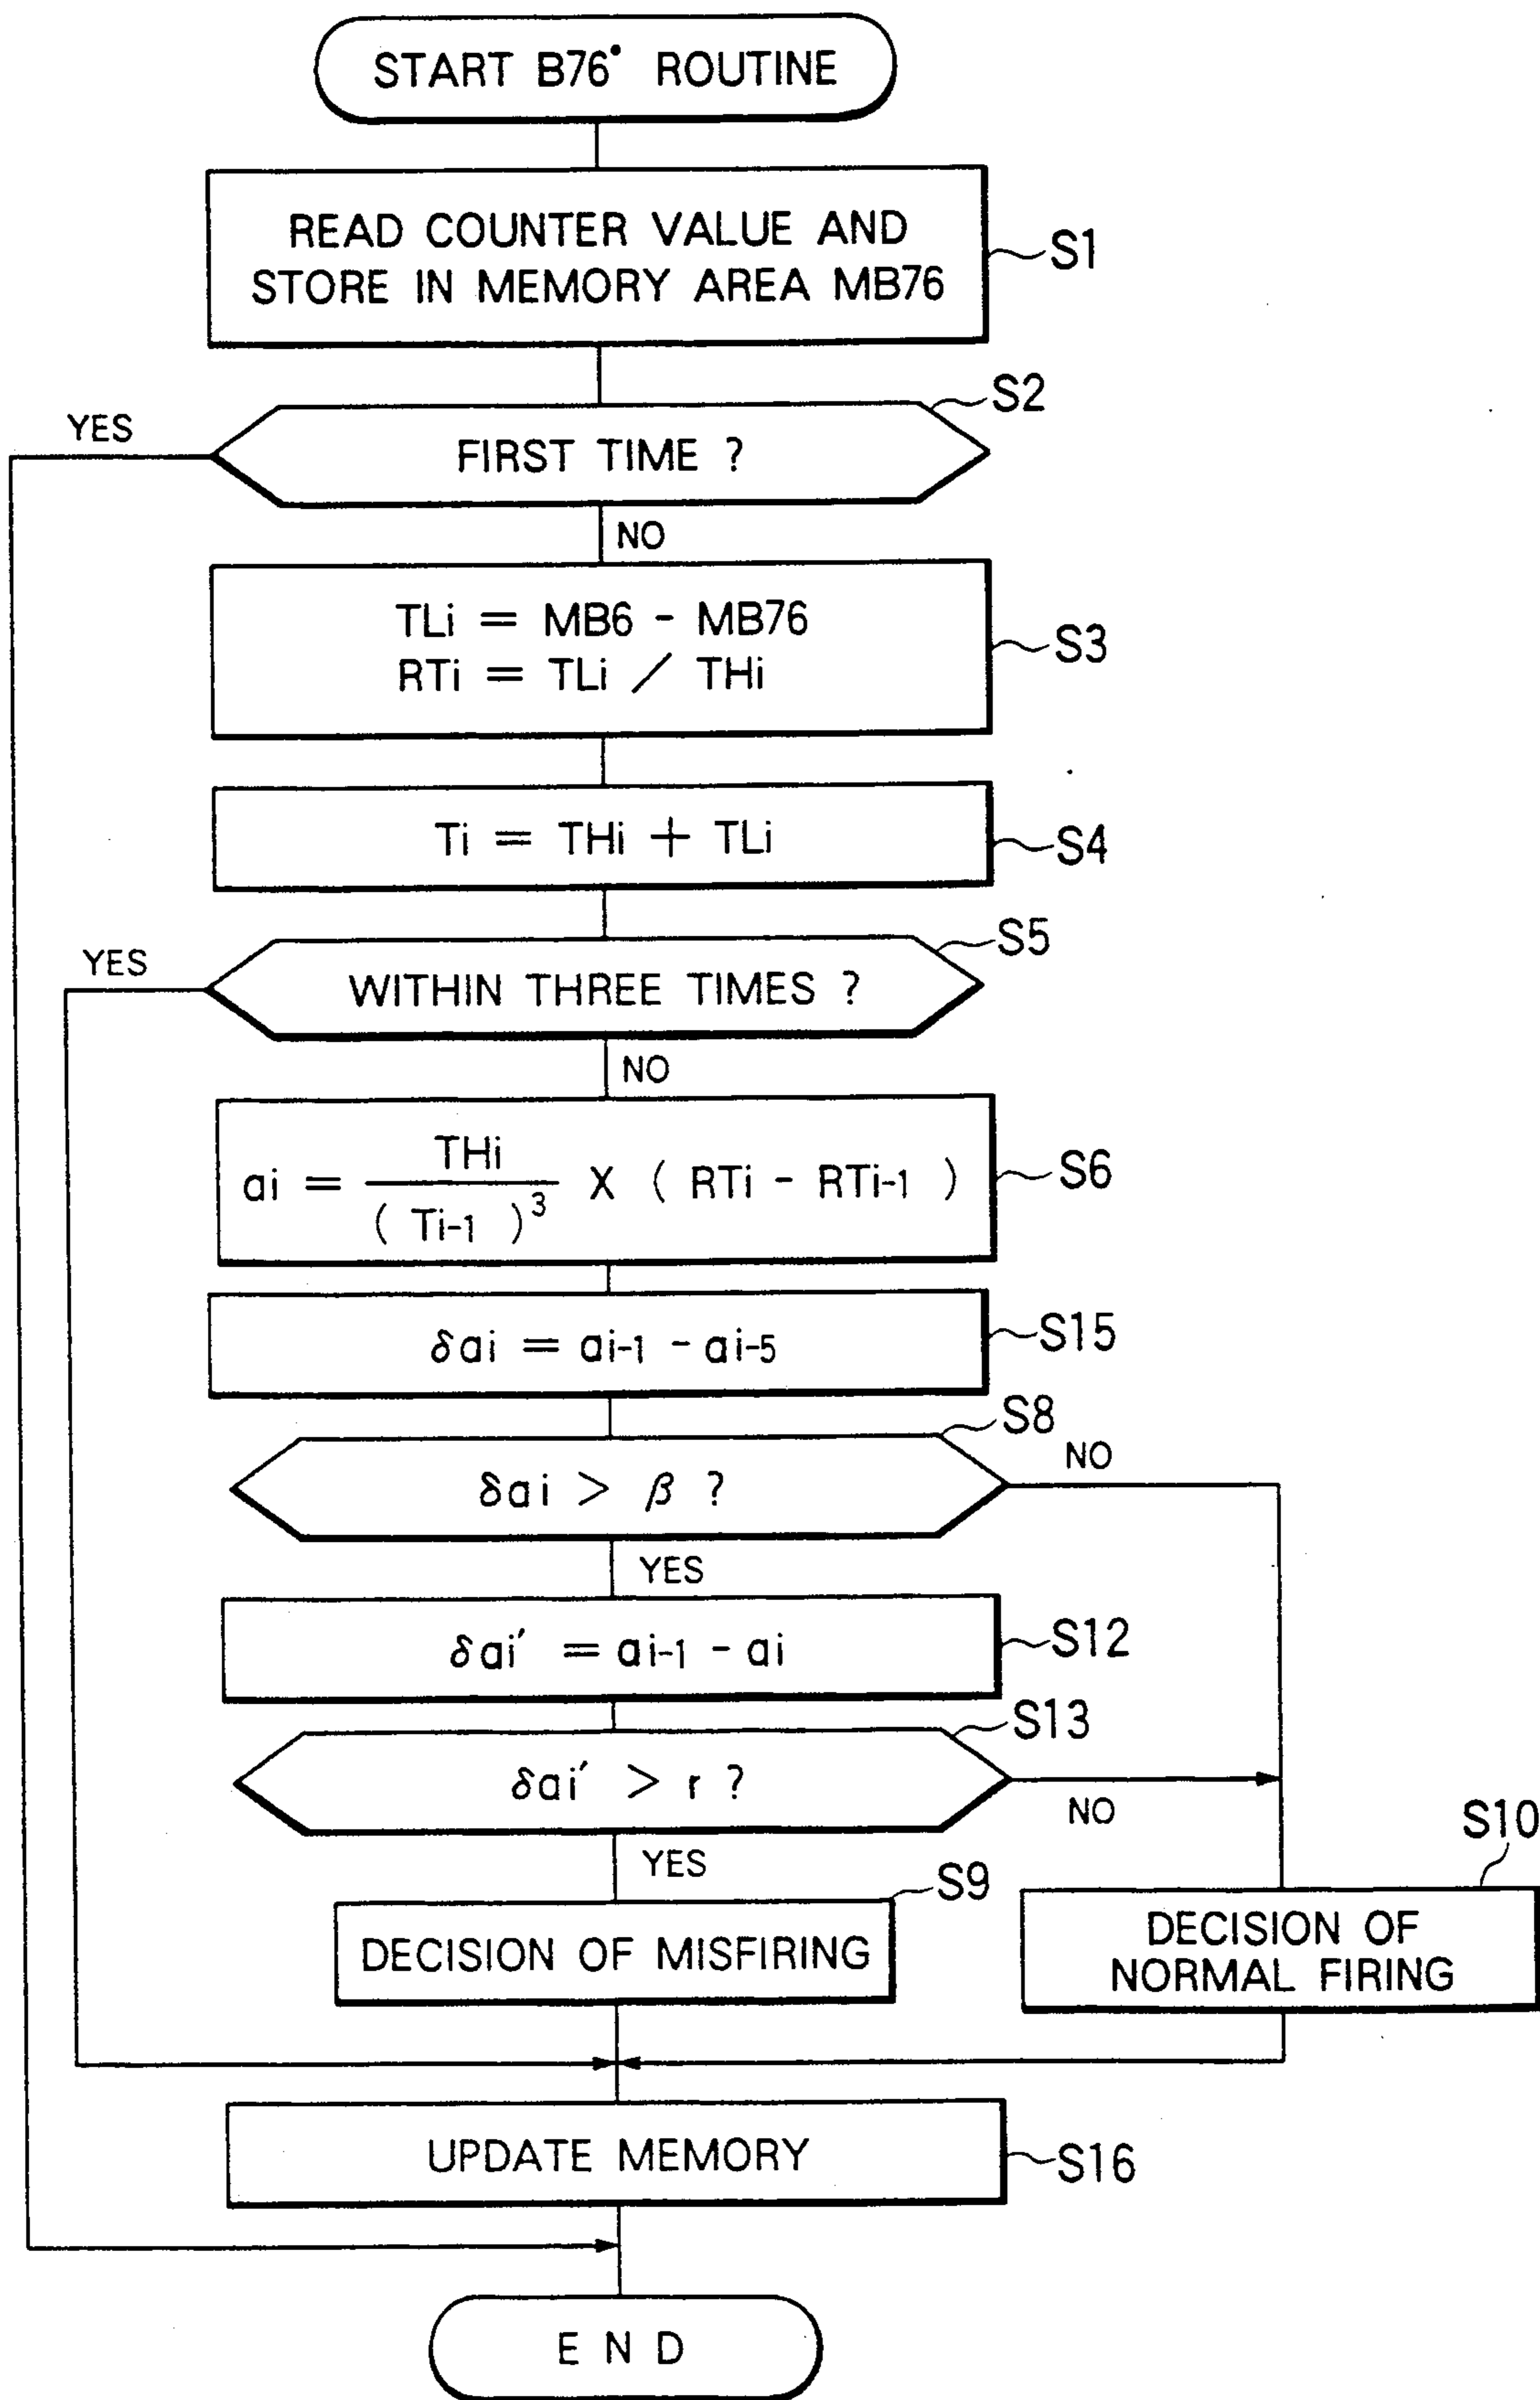 START B76° ROUTINE
READ COUNTER VALUE AND
STORE IN MEMORY AREA MB76
S1
S2
YES
FIRST TIME ?
NO
TLi = MB6 - MB76
RTi = TLi / THi
S3
Ti = THi + TLi
S4
S5
YES
WITHIN THREE TIMES ?
NO
ai = THi / ( Ti-1 )³ X ( RTi - RTi-1 )
S6
δai = ai-1 - ai-5
S15
S8
NO
δai > β ?
YES
δai′ = ai-1 - ai
S12
S13
δai′ > r ?
NO
YES
S10
S9
DECISION OF MISFIRING
DECISION OF
NORMAL FIRING
UPDATE MEMORY
S16
END